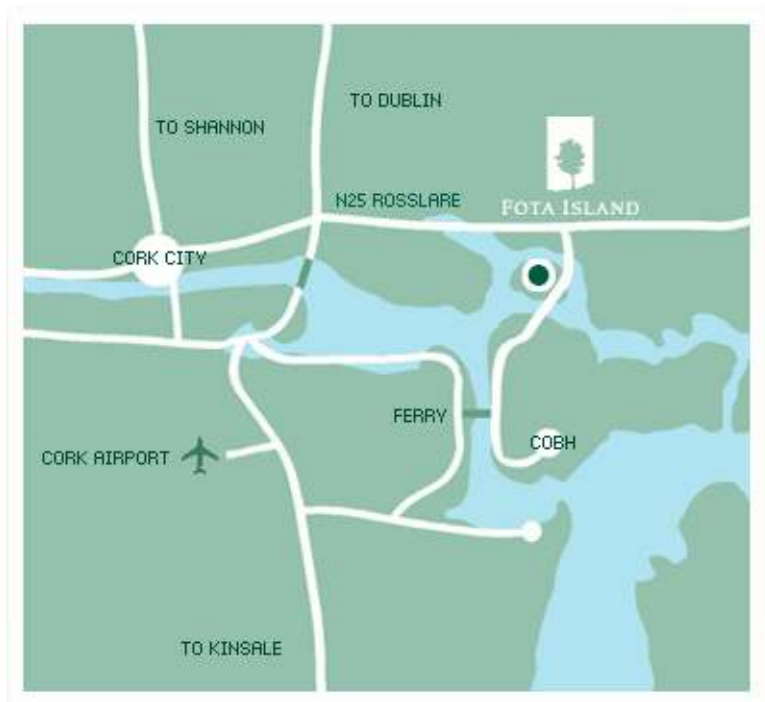 TO DUBLIN
TO SHANNON
N25 ROSSLARE
FOTA ISLAND
CORK CITY
FERRY
COBH
CORK AIRPORT
TO KINSALE